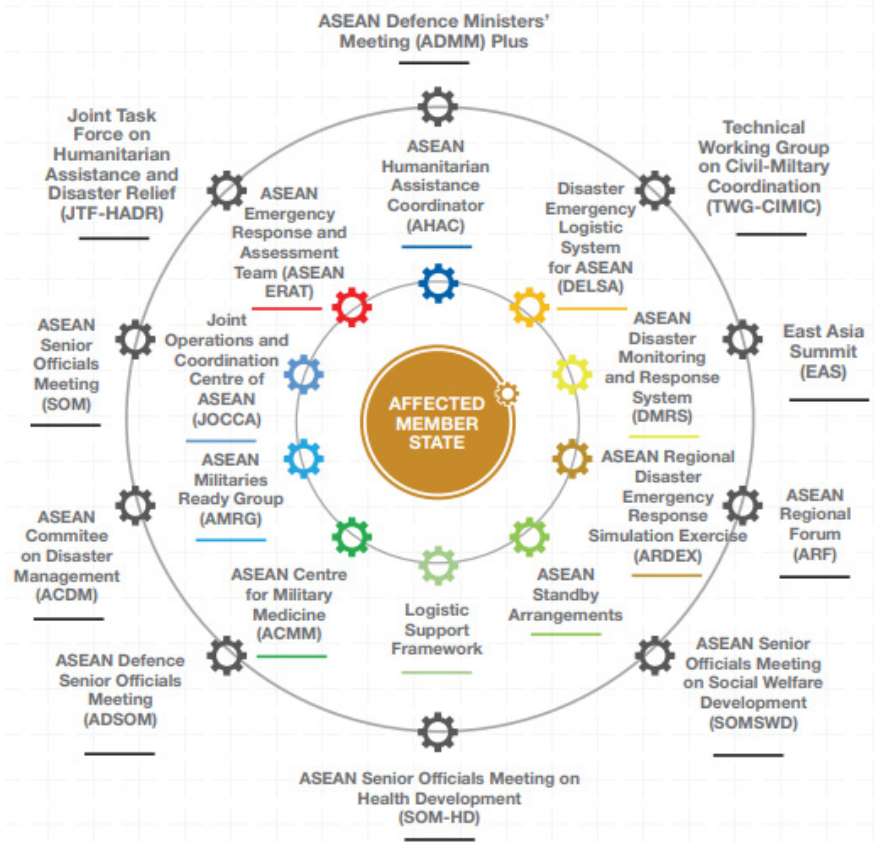 ASEAN Defence Ministers'
Meeting (ADMM) Plus
Joint Task
Force on
Humanitarian
Assistance and
Disaster Relief
(JTF-HADR)
ASEAN
Humanitarian
Assistance
Coordinator
(AHAC)
Technical
Working Group
on Civil-Miltary
Coordination
(TWG-CIMIC)
ASEAN
Emergency
Response and
Assessment
Team (ASEAN
ERAT)
Disaster
Emergency
Logistic
System
for ASEAN
(DELSA)
ASEAN
Senior
Officials
Meeting
(SOM)
Joint
Operations and
Coordination
Centre of
ASEAN
(JOCCA)
ASEAN
Disaster
Monitoring
and Response
System
(DMRS)
East Asia
Summit
(EAS)
AFFECTED
MEMBER
STATE
ASEAN
Militaries
Ready Group
(AMRG)
ASEAN Regional
Disaster
Emergency
Response
Simulation Exercise
(ARDEX)
ASEAN
Regional
Forum
(ARF)
ASEAN
Commitee
on Disaster
Management
(ACDM)
ASEAN Centre
for Military
Medicine
(ACMM)
Logistic
Support
Framework
ASEAN
Standby
Arrangements
ASEAN Defence
Senior Officials
Meeting
(ADSOM)
ASEAN Senior
Officials Meeting
on Social Welfare
Development
(SOMSWD)
ASEAN Senior Officials Meeting on
Health Development
(SOM-HD)